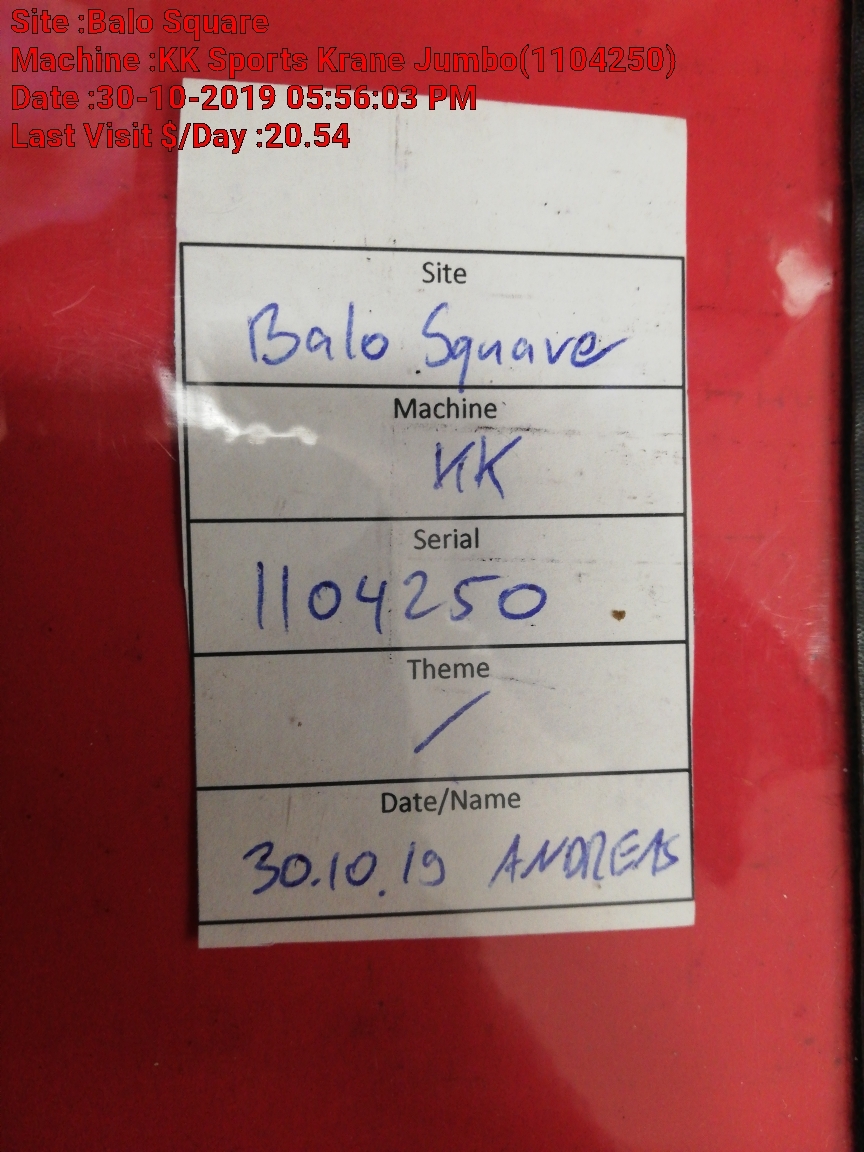 Site :Balo Square
Machine :KK Sports Krane Jumbo(1104250)
Date :30-10-2019 05:56:03 PM
Last Visit $/Day :20.54
Site
Balo Square
Machine
KK
Serial
1104250
Theme
/
Date/Name
30.10.19 ANDREAS